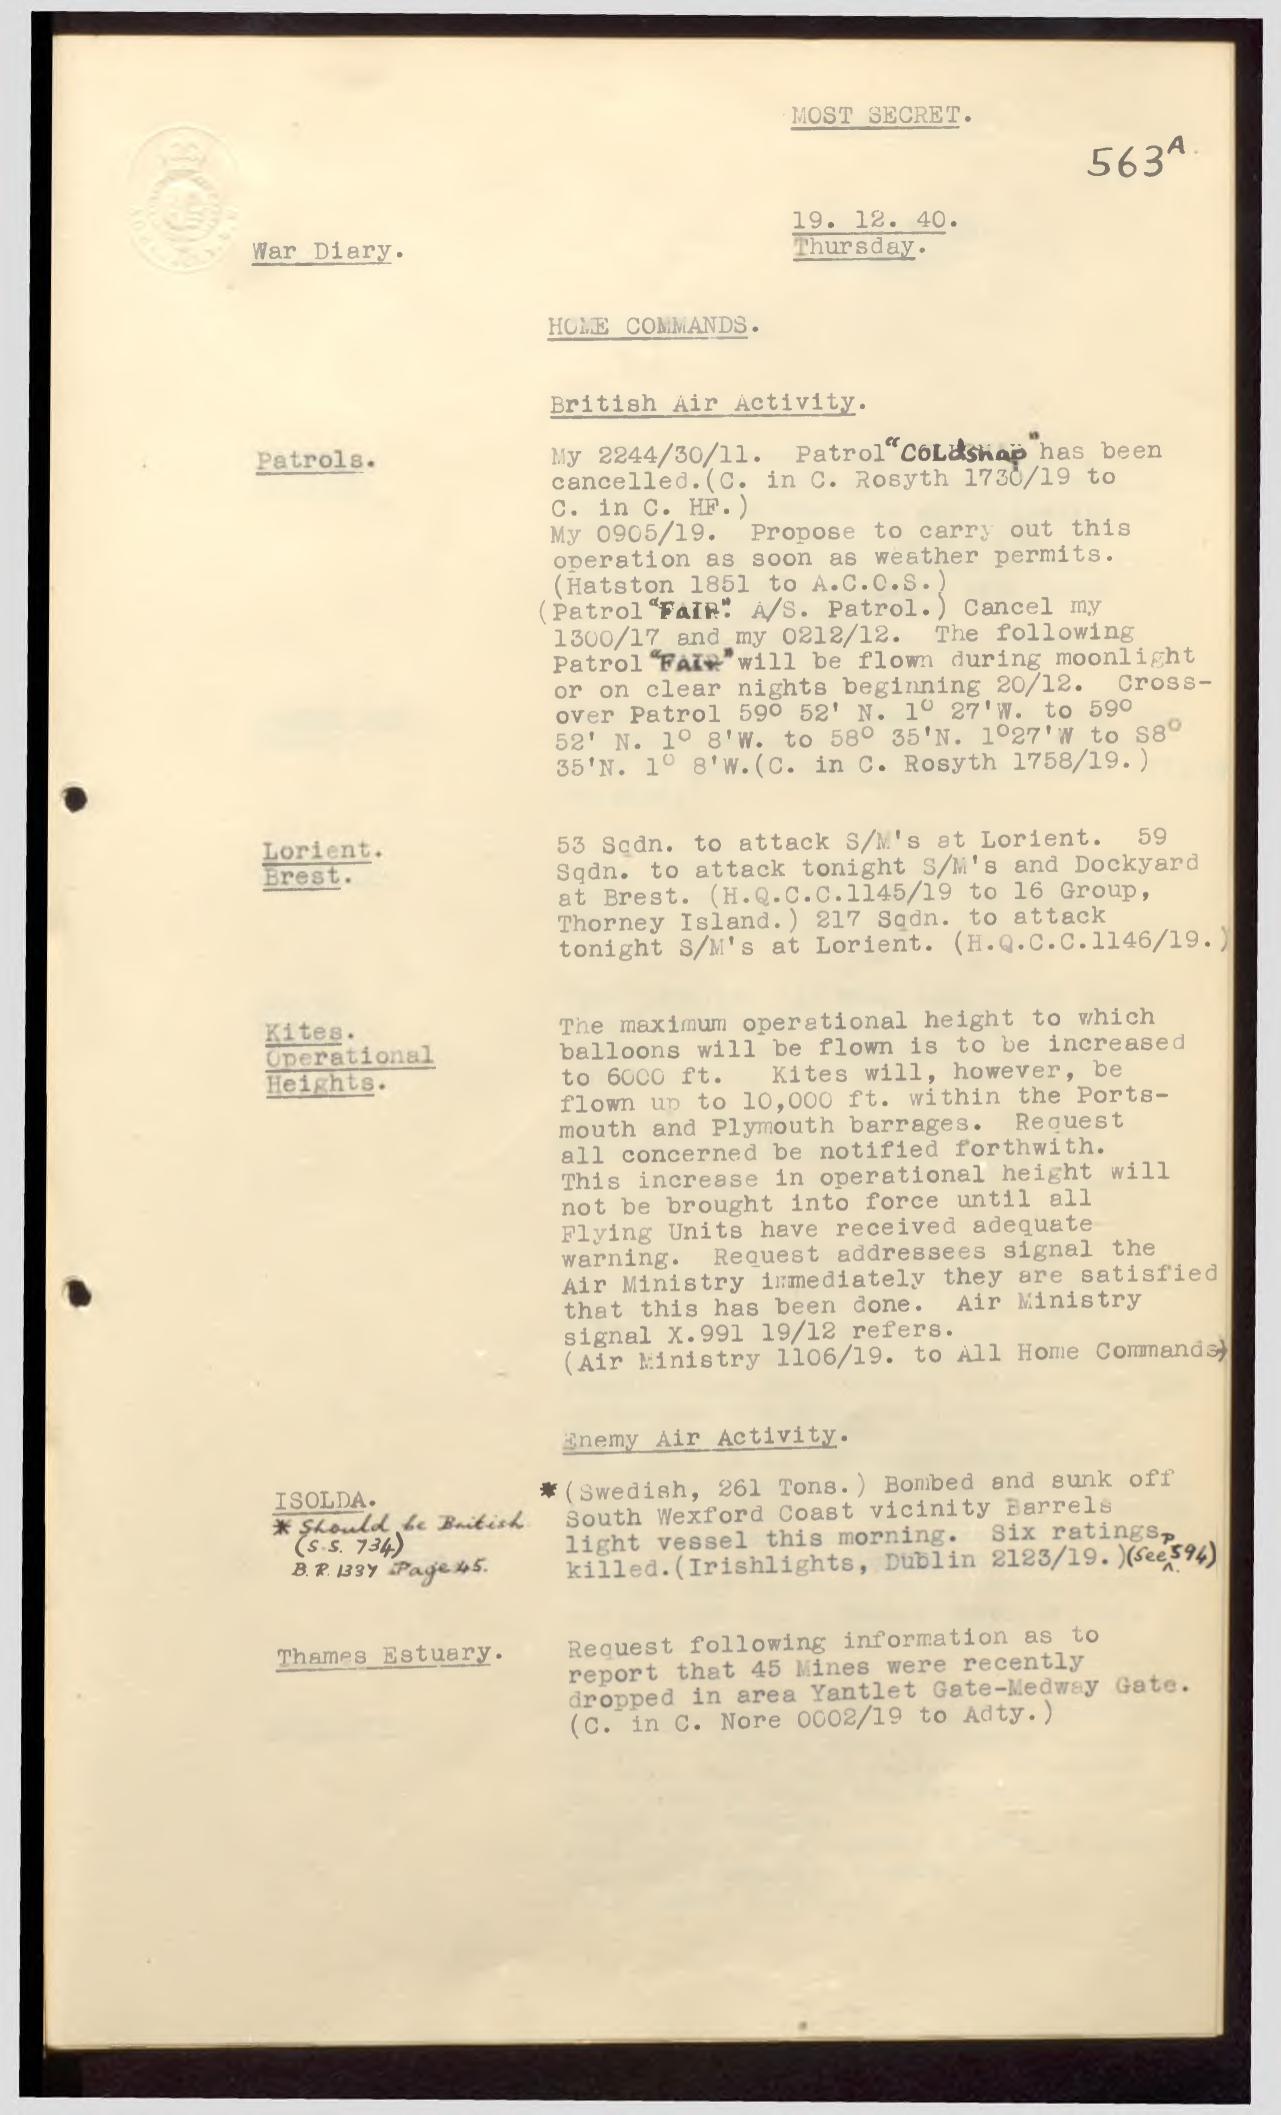 MOST SECRET.
563A
19. 12. 40.
Thursday.
War Diary.
HOME COMMANDS.
British Air Activity.
Patrols.
My 2244/30/11. Patrol "Coldsnap" has been
cancelled.(C. in C. Rosyth 1730/19 to
C. in C. HF.)
My 0905/19. Propose to carry out this
operation as soon as weather permits.
(Hatston 1851 to A.C.O.S.)
(Patrol "FAIR". A/S. Patrol.) Cancel my
1300/17 and my 0212/12. The following
Patrol "FAIR" will be flown during moonlight
or on clear nights beginning 20/12. Cross-
over Patrol 59º 52' N. 1º 27'W. to 59º
52' N. 1º 8'W. to 58º 35'N. 1º27'W to S8º
35'N. 1º 8'W.(C. in C. Rosyth 1758/19.)
Lorient.
Brest.
53 Sqdn. to attack S/M's at Lorient. 59
Sqdn. to attack tonight S/M's and Dockyard
at Brest. (H.Q.C.C.1145/19 to 16 Group,
Thorney Island.) 217 Sqdn. to attack
tonight S/M's at Lorient. (H.Q.C.C.1146/19.)
Kites.
Operational
Heights.
The maximum operational height to which
balloons will be flown is to be increased
to 6000 ft. Kites will, however, be
flown up to 10,000 ft. within the Ports-
mouth and Plymouth barrages. Request
all concerned be notified forthwith.
This increase in operational height will
not be brought into force until all
Flying Units have received adequate
warning. Request addressees signal the
Air Ministry immediately they are satisfied
that this has been done. Air Ministry
signal X.991 19/12 refers.
(Air Ministry 1106/19. to All Home Commands)
Enemy Air Activity.
ISOLDA.
* Should be British
(S.S. 734)
B.R. 1337 Page 45.
*(Swedish, 261 Tons.) Bombed and sunk off
South Wexford Coast vicinity Barrels
light vessel this morning. Six ratings
killed.(Irishlights, Dublin 2123/19.)(See p 594)
Thames Estuary.
Request following information as to
report that 45 Mines were recently
dropped in area Yantlet Gate-Medway Gate.
(C. in C. Nore 0002/19 to Adty.)